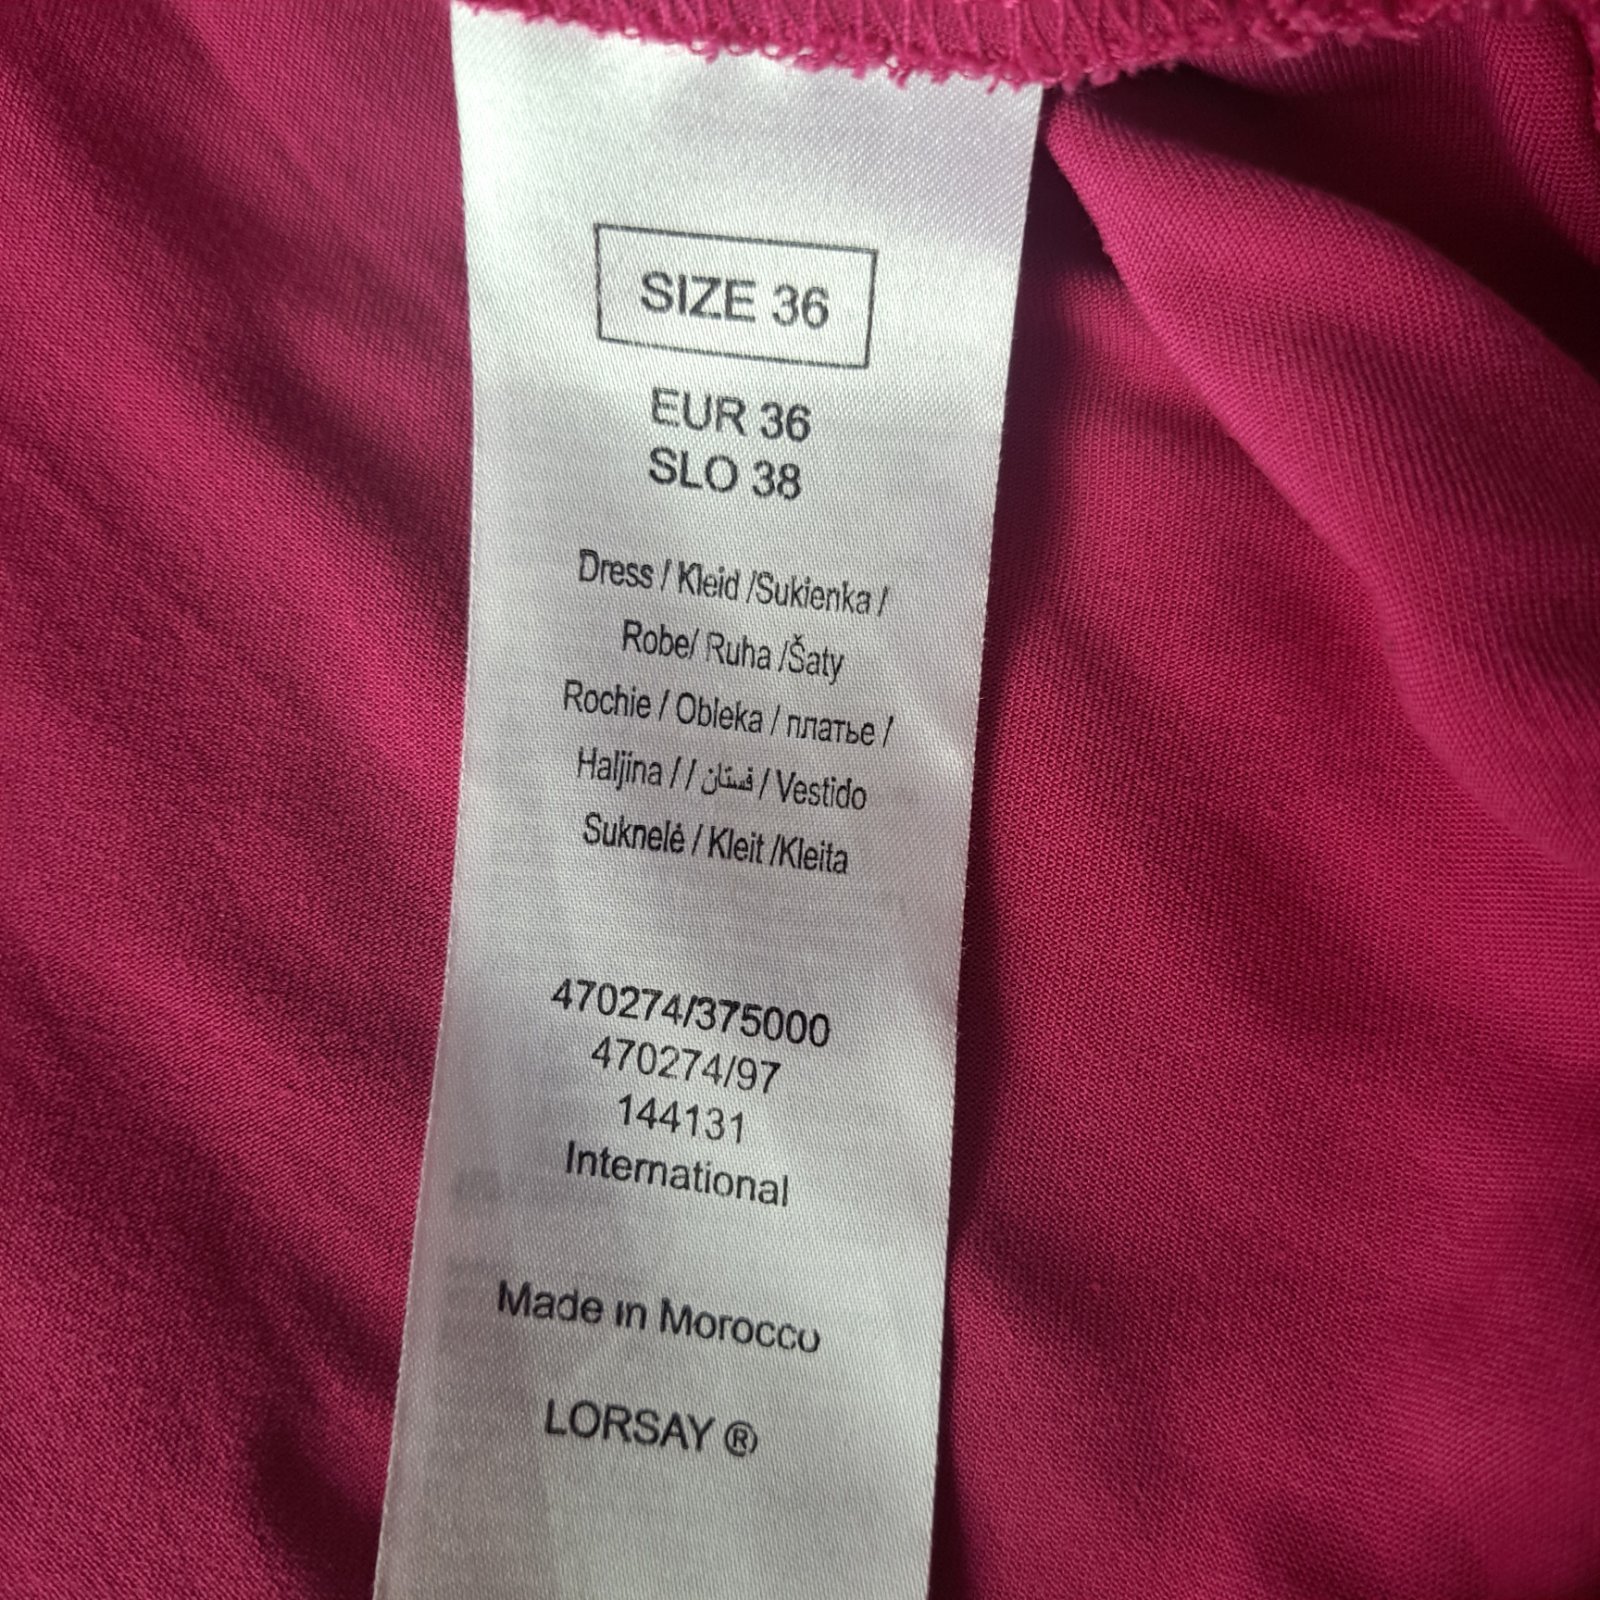 SIZE 36
EUR 36
SLO 38
Dress / Kleid /Sukienka /
Robe/ Ruha /Šaty
Rochie / Obleka / платье /
Haljina / / فستان / Vestido
Suknelė / Kleit /Kleita
470274/375000
470274/97
144131
International
Made in Morocco
LORSAY ®